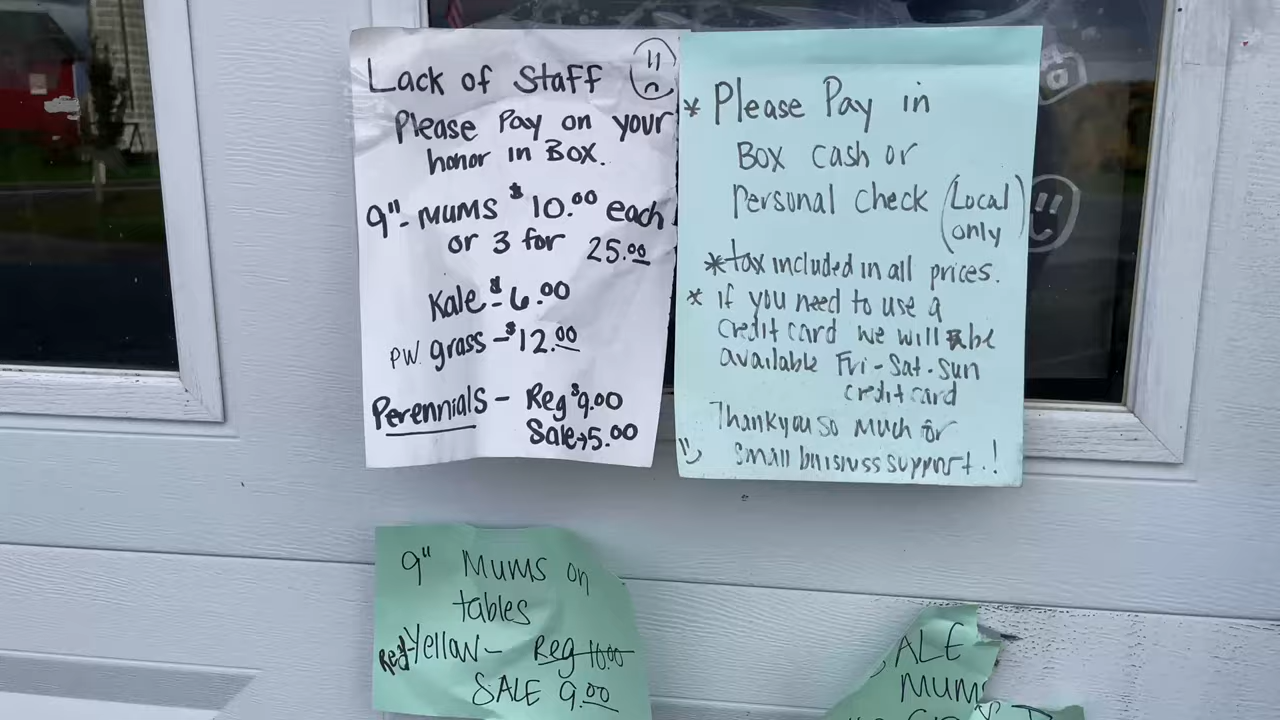 Lack of Staff
Please Pay on your
honor in Box.
9"- mums $10.00 each
or 3 for 25.00
Kale - $6.00
PW grass - $12.00
Perennials - Reg $9.00
Sale→5.00
* Please Pay in
Box cash or
Personal Check (Local
only)
* tax included in all prices.
* if you need to use a
credit card we will be
available Fri - Sat - Sun
credit card
Thankyou so Much for
Small buisness support.!
9" Mums on
tables
Red-Yellow - Reg 10.00
SALE 9.00
SALE
MUMS